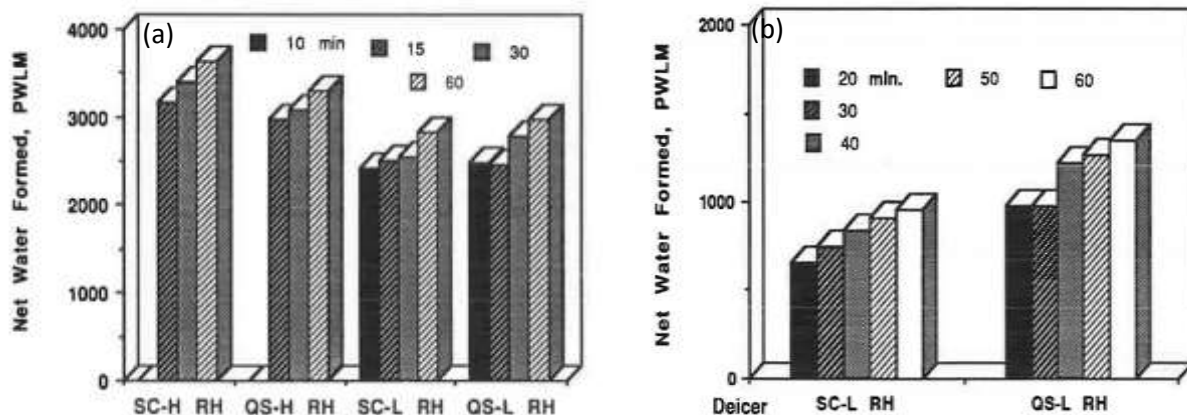 (a)
Net Water Formed, PWLM
4000
3000
2000
1000
0
10 min
15
30
60
SC-H RH
QS-H RH
SC-L RH
QS-L RH
(b)
Net Water Formed, PWLM
2000
1000
0
20 mIn.
50
60
30
40
Deicer
SC-L RH
QS-L RH